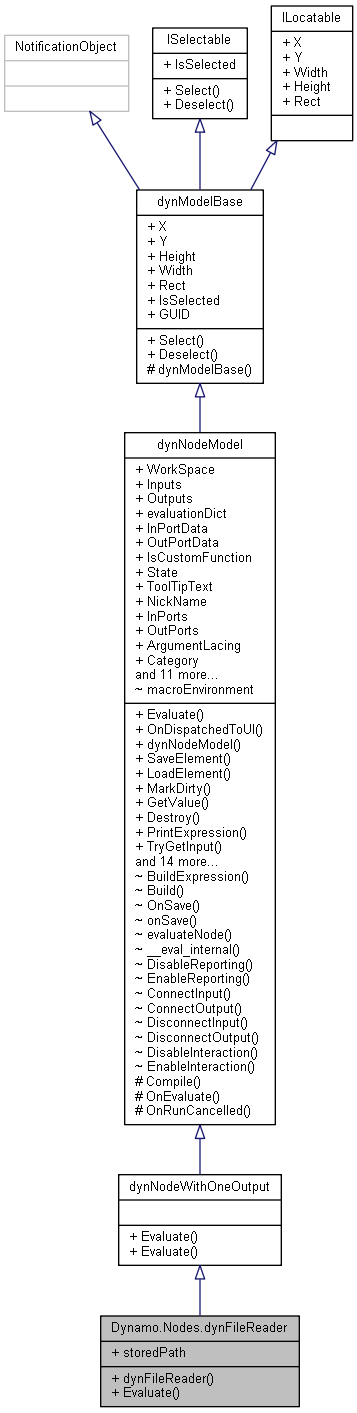 NotificationObject
ISelectable
+ IsSelected
+ Select()
+ Deselect()
ILocatable
+ X
+ Y
+ Width
+ Height
+ Rect
dynModelBase
+ X
+ Y
+ Height
+ Width
+ Rect
+ IsSelected
+ GUID
+ Select()
+ Deselect()
# dynModelBase()
dynNodeModel
+ WorkSpace
+ Inputs
+ Outputs
+ evaluationDict
+ InPortData
+ OutPortData
+ IsCustomFunction
+ State
+ ToolTipText
+ NickName
+ InPorts
+ OutPorts
+ ArgumentLacing
+ Category
and 11 more...
~ macroEnvironment
+ Evaluate()
+ OnDispatchedToUI()
+ dynNodeModel()
+ SaveElement()
+ LoadElement()
+ MarkDirty()
+ GetValue()
+ Destroy()
+ PrintExpression()
+ TryGetInput()
and 14 more...
~ BuildExpression()
~ Build()
~ OnSave()
~ onSave()
~ evaluateNode()
~ __eval_internal()
~ DisableReporting()
~ EnableReporting()
~ ConnectInput()
~ ConnectOutput()
~ DisconnectInput()
~ DisconnectOutput()
~ DisableInteraction()
~ EnableInteraction()
# Compile()
# OnEvaluate()
# OnRunCancelled()
dynNodeWithOneOutput
+ Evaluate()
+ Evaluate()
Dynamo.Nodes.dynFileReader
+ storedPath
+ dynFileReader()
+ Evaluate()